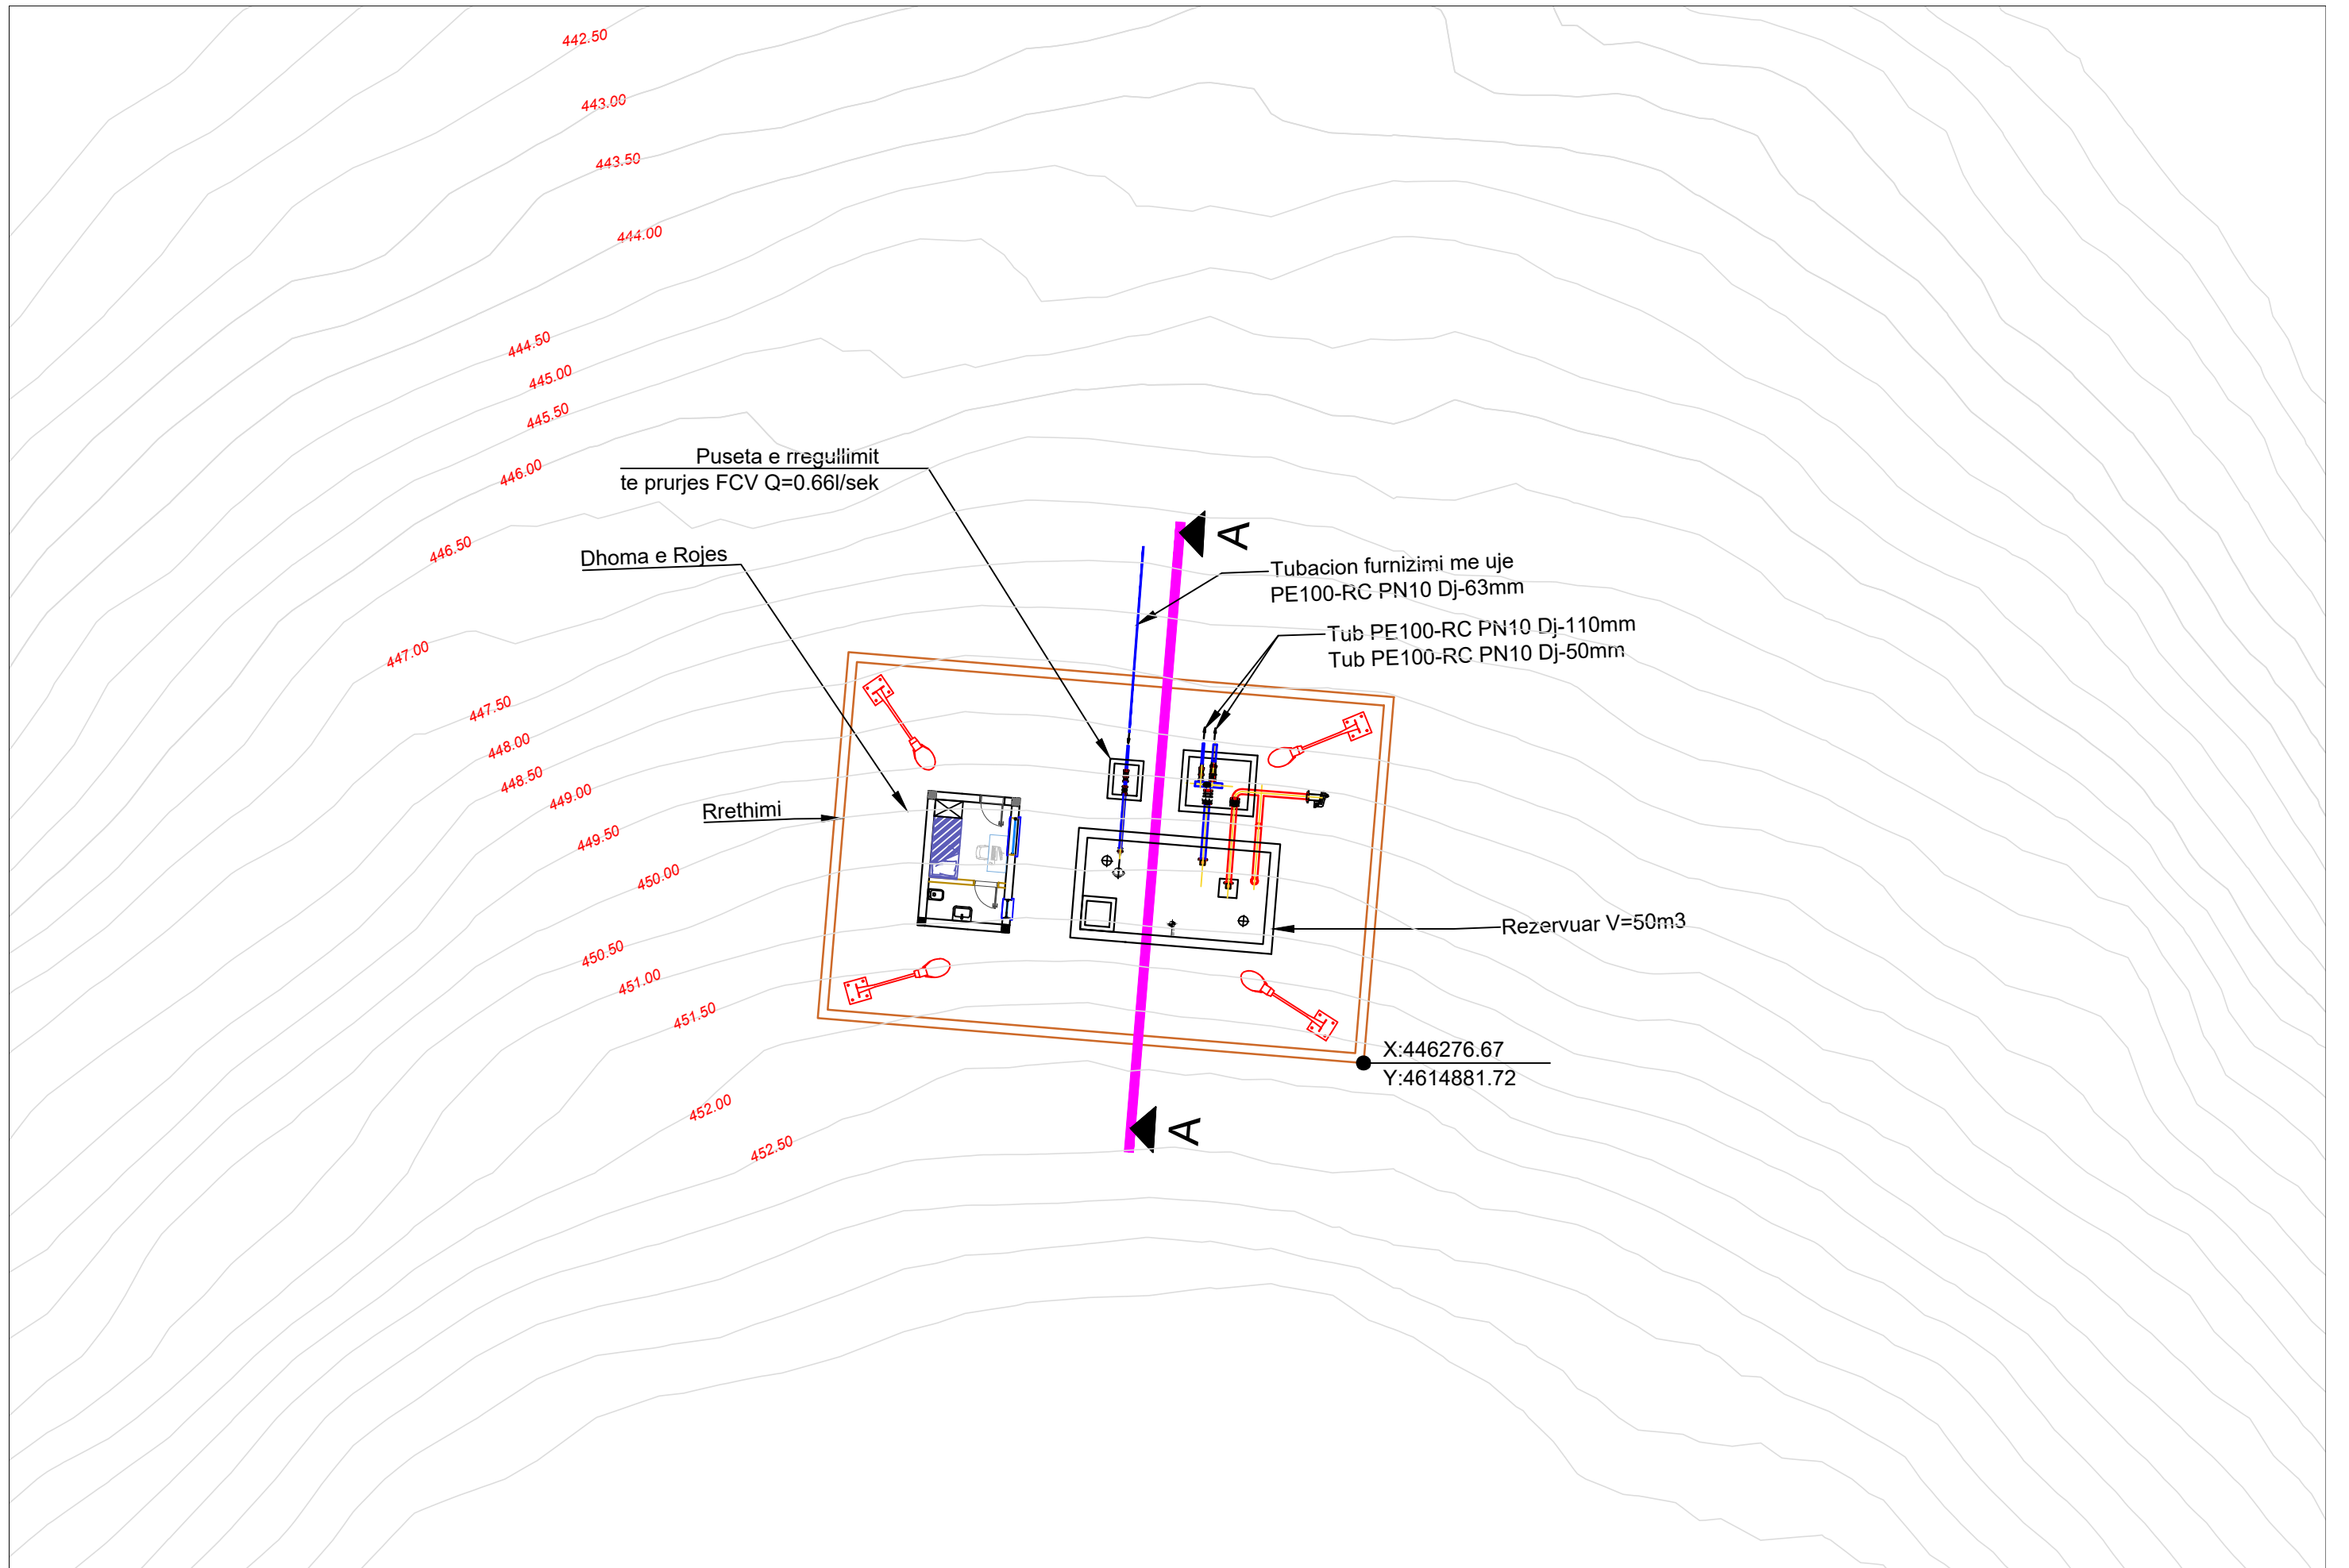 442.50
443.00
443.50
444.00
444.50
445.00
445.50
446.00
446.50
447.00
447.50
448.00
448.50
449.00
449.50
450.00
450.50
451.00
451.50
452.00
452.50
Puseta e rregullimit
te prurjes FCV Q=0.66l/sek
Dhoma e Rojes
Rrethimi
A
Tubacion furnizimi me uje
PE100-RC PN10 Dj-63mm
Tub PE100-RC PN10 Dj-110mm
Tub PE100-RC PN10 Dj-50mm
Rezervuar V=50m3
X:446276.67
Y:4614881.72
A